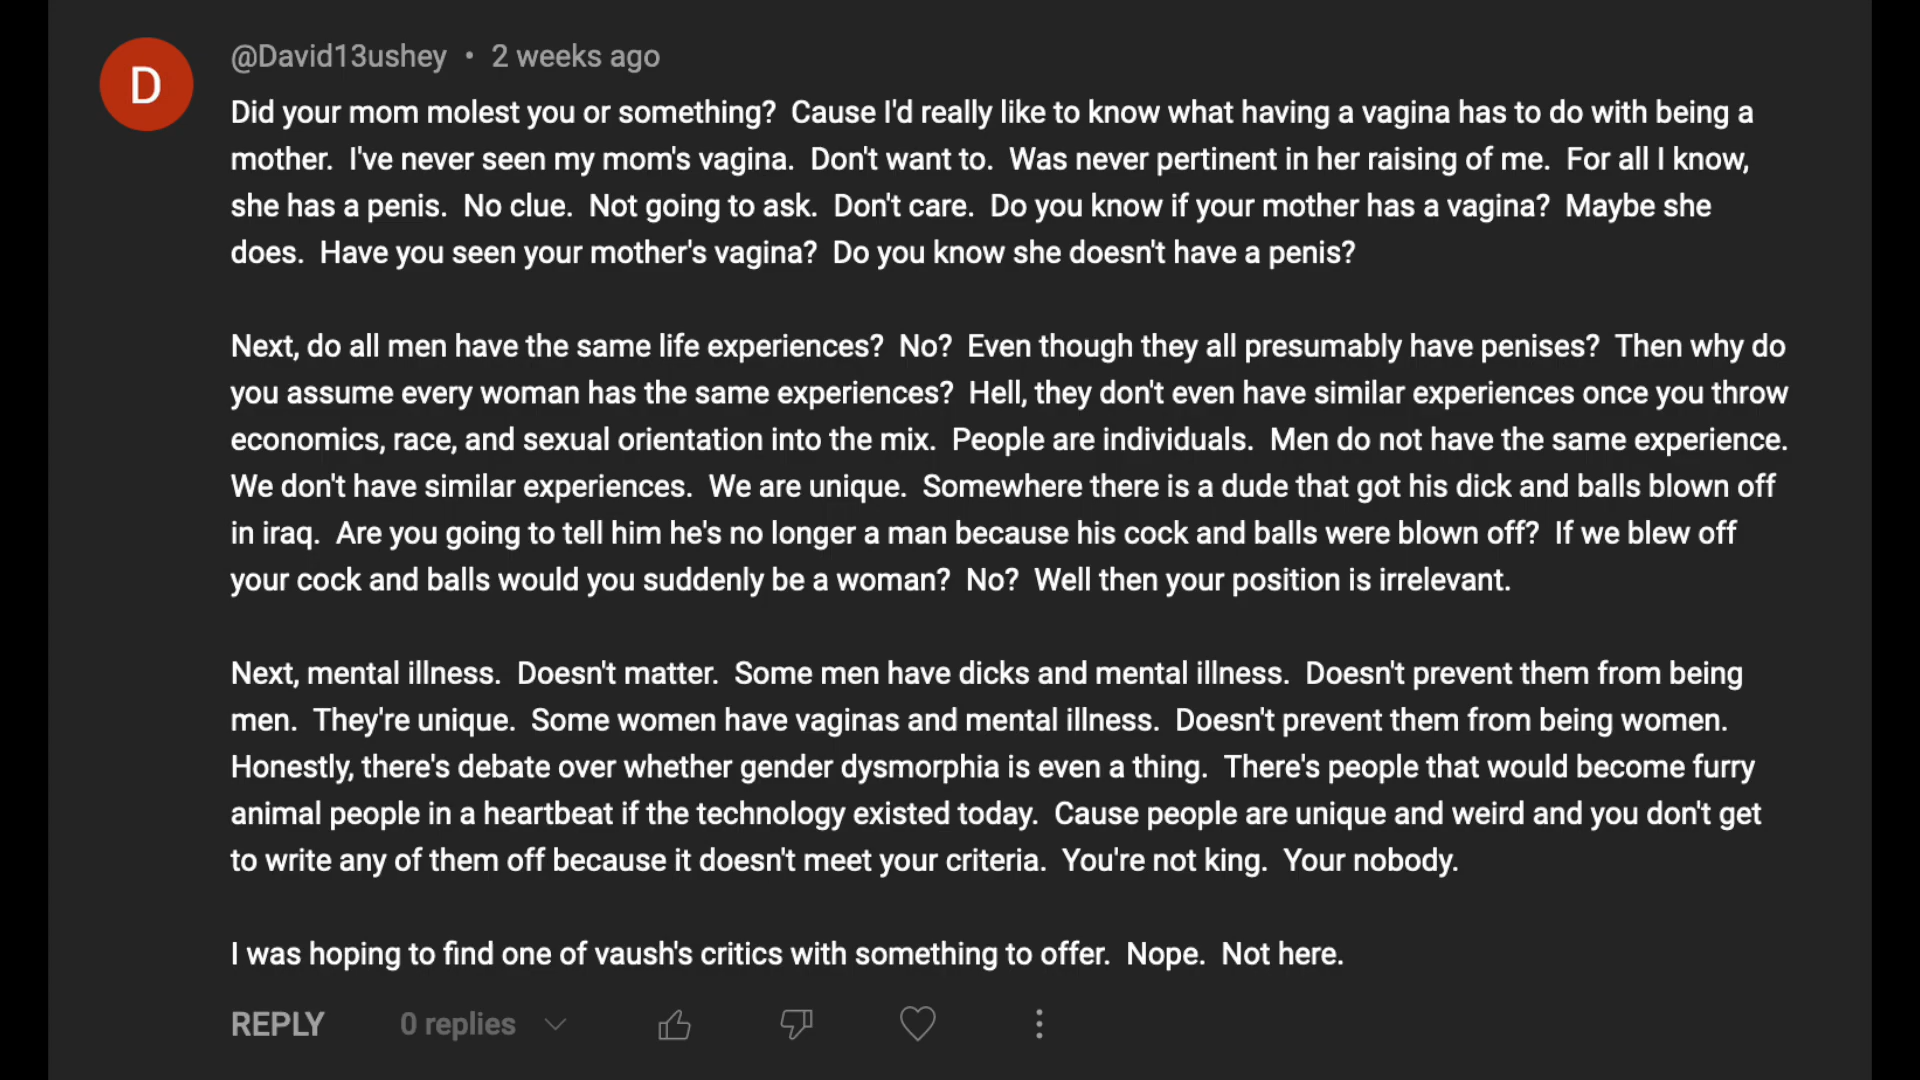 D
@David13ushey • 2 weeks ago
Did your mom molest you or something?  Cause I'd really like to know what having a vagina has to do with being a
mother.  I've never seen my mom's vagina.  Don't want to.  Was never pertinent in her raising of me.  For all I know,
she has a penis.  No clue.  Not going to ask.  Don't care.  Do you know if your mother has a vagina?  Maybe she
does.  Have you seen your mother's vagina?  Do you know she doesn't have a penis?
Next, do all men have the same life experiences?  No?  Even though they all presumably have penises?  Then why do
you assume every woman has the same experiences?  Hell, they don't even have similar experiences once you throw
economics, race, and sexual orientation into the mix.  People are individuals.  Men do not have the same experience.
We don't have similar experiences.  We are unique.  Somewhere there is a dude that got his dick and balls blown off
in iraq.  Are you going to tell him he's no longer a man because his cock and balls were blown off?  If we blew off
your cock and balls would you suddenly be a woman?  No?  Well then your position is irrelevant.
Next, mental illness.  Doesn't matter.  Some men have dicks and mental illness.  Doesn't prevent them from being
men.  They're unique.  Some women have vaginas and mental illness.  Doesn't prevent them from being women.
Honestly, there's debate over whether gender dysmorphia is even a thing.  There's people that would become furry
animal people in a heartbeat if the technology existed today.  Cause people are unique and weird and you don't get
to write any of them off because it doesn't meet your criteria.  You're not king.  Your nobody.
I was hoping to find one of vaush's critics with something to offer.  Nope.  Not here.
REPLY 0 replies